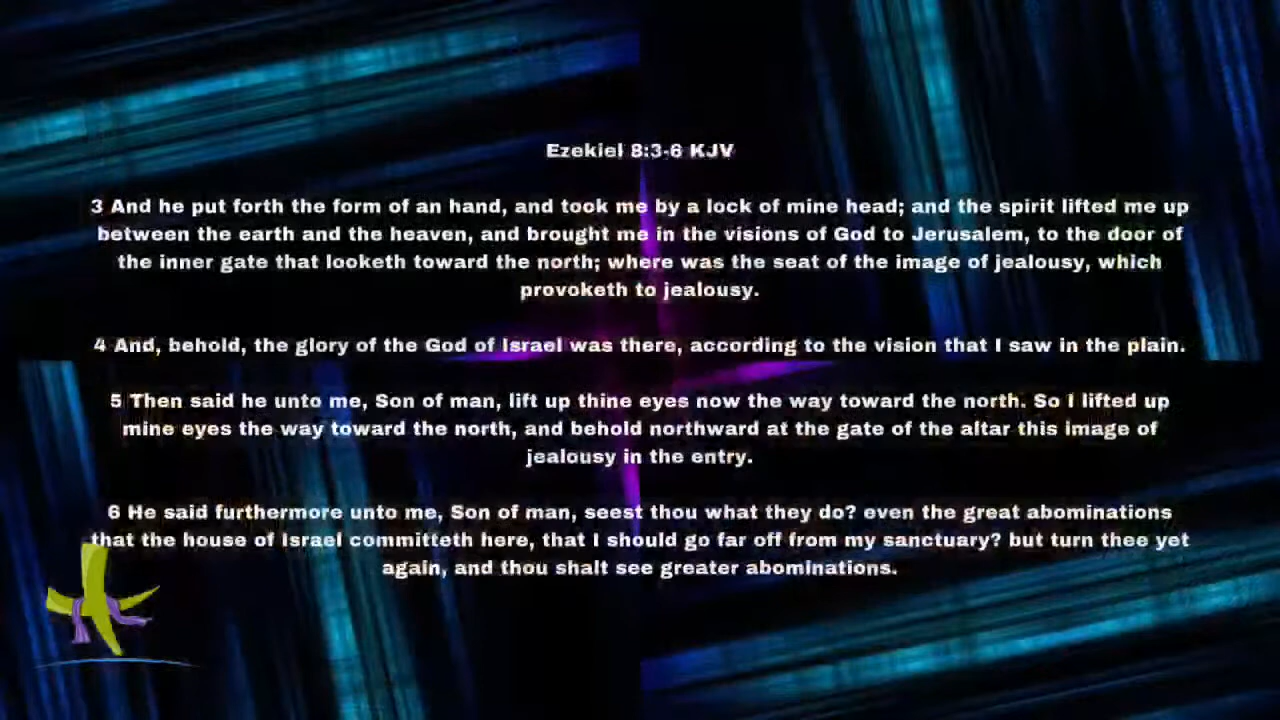 Ezekiel 8:3-6 KJV
3 And he put forth the form of an hand, and took me by a lock of mine head; and the spirit lifted me up
between the earth and the heaven, and brought me in the visions of God to Jerusalem, to the door of
the inner gate that looketh toward the north; where was the seat of the image of jealousy, which
provoketh to jealousy.
4 And, behold, the glory of the God of Israel was there, according to the vision that I saw in the plain.
5 Then said he unto me, Son of man, lift up thine eyes now the way toward the north. So I lifted up
mine eyes the way toward the north, and behold northward at the gate of the altar this image of
jealousy in the entry.
6 He said furthermore unto me, Son of man, seest thou what they do? even the great abominations
that the house of Israel committeth here, that I should go far off from my sanctuary? but turn thee yet
again, and thou shalt see greater abominations.